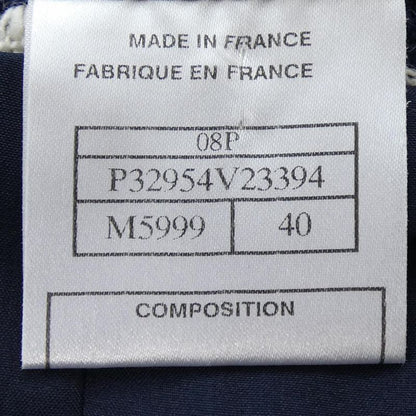 MADE IN FRANCE
FABRIQUE EN FRANCE
08P
P32954V23394
M5999 40
COMPOSITION